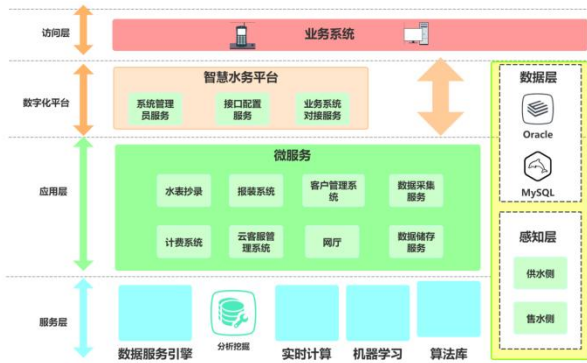 访问层
业务系统
数字化平台
智慧水务平台
系统管理
员服务
接口配置
服务
业务系统
对接服务
数据层
Oracle
MySQL
应用层
微服务
水表抄录
报装系统
客户管理系
统
数据采集
服务
计费系统
云客服管
理系统
网厅
数据储存
服务
感知层
供水侧
售水侧
服务层
数据服务引擎
分析挖掘
实时计算
机器学习
算法库